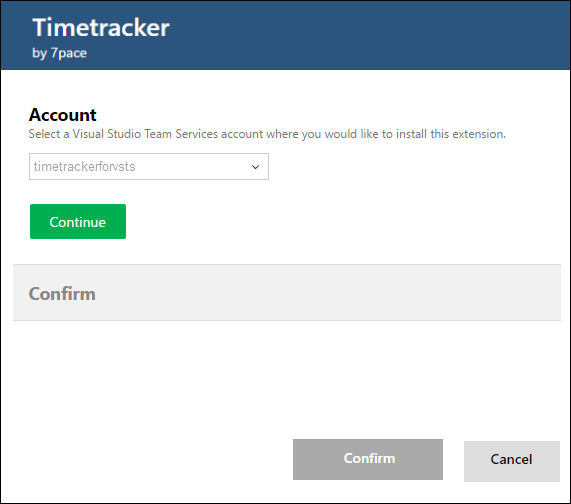 Timetracker
by 7pace
Account
Select a Visual Studio Team Services account where you would like to install this extension.
timetrackerforvsts
Continue
Confirm
Confirm
Cancel